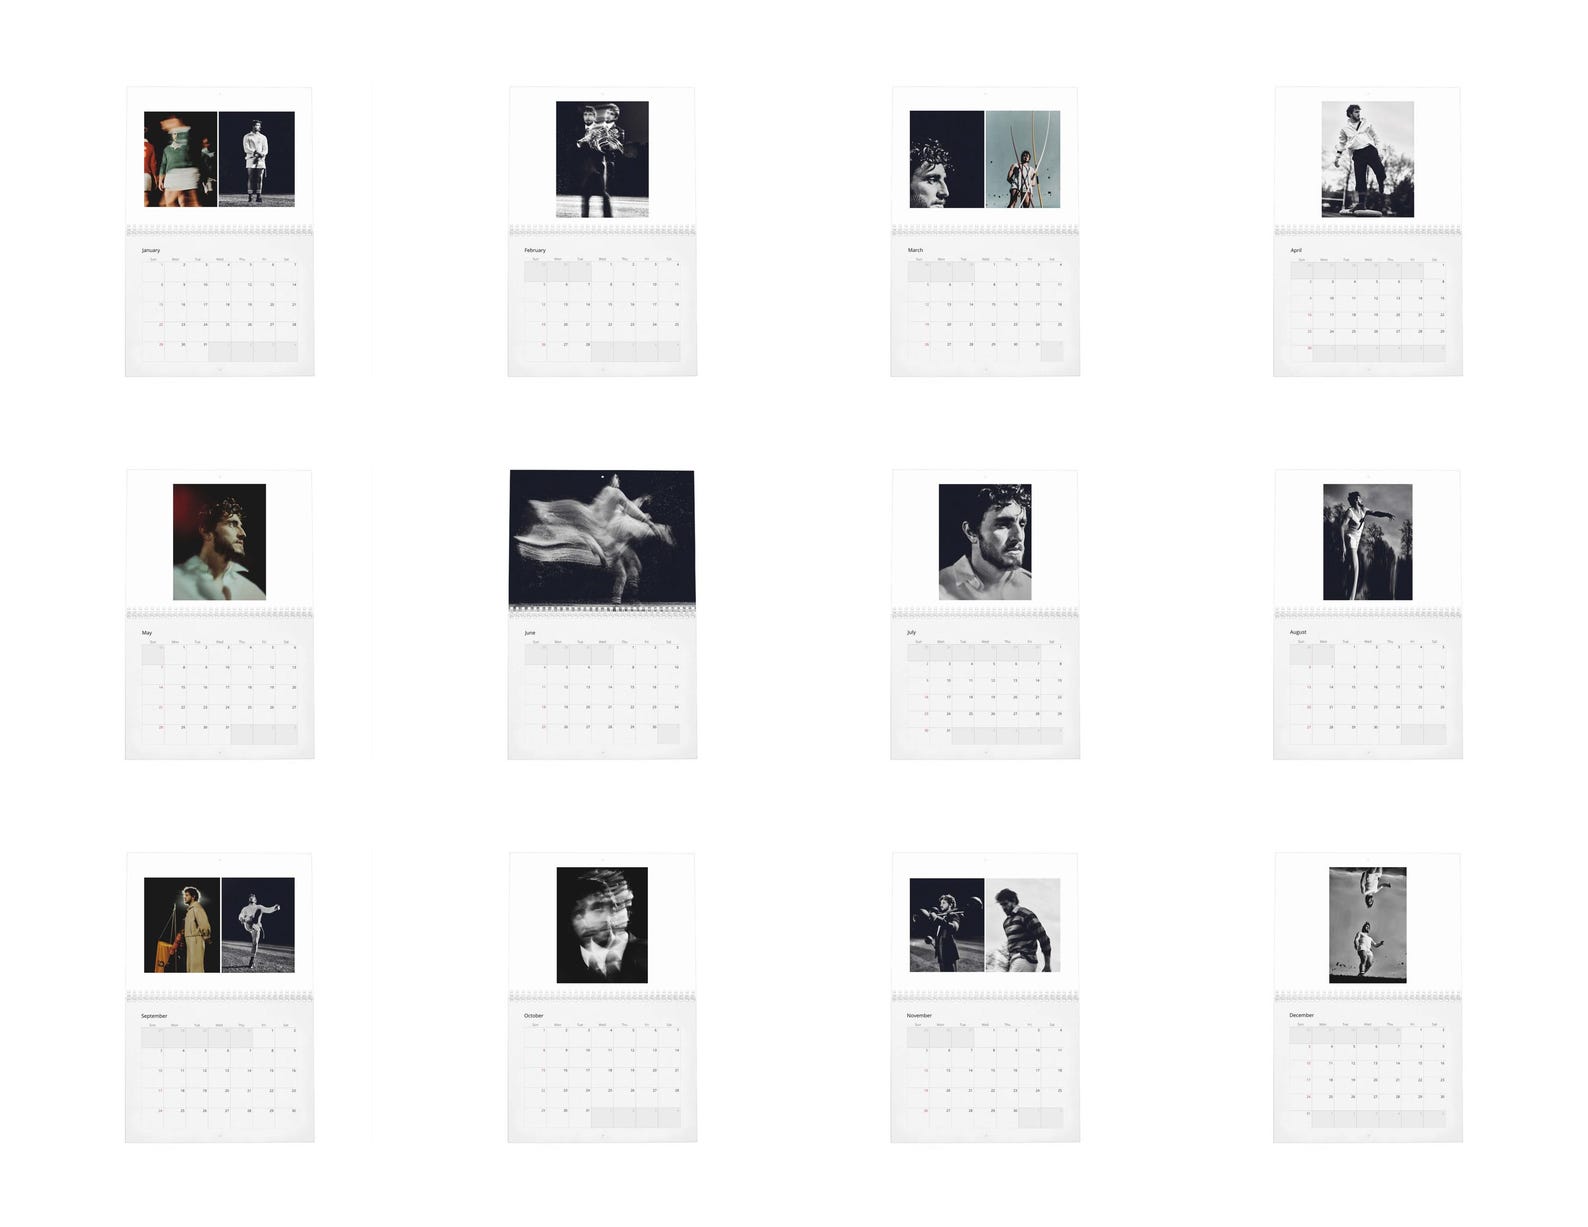 January
Sun Mon Tue Wed Thu Fri Sat
1 2 3 4 5 6 7
8 9 10 11 12 13 14
15 16 17 18 19 20 21
22 23 24 25 26 27 28
29 30 31
February
Sun Mon Tue Wed Thu Fri Sat
1 2 3 4
5 6 7 8 9 10 11
12 13 14 15 16 17 18
19 20 21 22 23 24 25
26 27 28
March
Sun Mon Tue Wed Thu Fri Sat
1 2 3 4
5 6 7 8 9 10 11
12 13 14 15 16 17 18
19 20 21 22 23 24 25
26 27 28 29 30 31
April
Sun Mon Tue Wed Thu Fri Sat
1
2 3 4 5 6 7 8
9 10 11 12 13 14 15
16 17 18 19 20 21 22
23 24 25 26 27 28 29
30
May
Sun Mon Tue Wed Thu Fri Sat
1 2 3 4 5 6
7 8 9 10 11 12 13
14 15 16 17 18 19 20
21 22 23 24 25 26 27
28 29 30 31
June
Sun Mon Tue Wed Thu Fri Sat
1 2 3
4 5 6 7 8 9 10
11 12 13 14 15 16 17
18 19 20 21 22 23 24
25 26 27 28 29 30
July
Sun Mon Tue Wed Thu Fri Sat
1
2 3 4 5 6 7 8
9 10 11 12 13 14 15
16 17 18 19 20 21 22
23 24 25 26 27 28 29
30 31
August
Sun Mon Tue Wed Thu Fri Sat
1 2 3 4 5
6 7 8 9 10 11 12
13 14 15 16 17 18 19
20 21 22 23 24 25 26
27 28 29 30 31
September
Sun Mon Tue Wed Thu Fri Sat
1 2
3 4 5 6 7 8 9
10 11 12 13 14 15 16
17 18 19 20 21 22 23
24 25 26 27 28 29 30
October
Sun Mon Tue Wed Thu Fri Sat
1 2 3 4 5 6 7
8 9 10 11 12 13 14
15 16 17 18 19 20 21
22 23 24 25 26 27 28
29 30 31
November
Sun Mon Tue Wed Thu Fri Sat
1 2 3 4
5 6 7 8 9 10 11
12 13 14 15 16 17 18
19 20 21 22 23 24 25
26 27 28 29 30
December
Sun Mon Tue Wed Thu Fri Sat
1 2
3 4 5 6 7 8 9
10 11 12 13 14 15 16
17 18 19 20 21 22 23
24 25 26 27 28 29 30
31